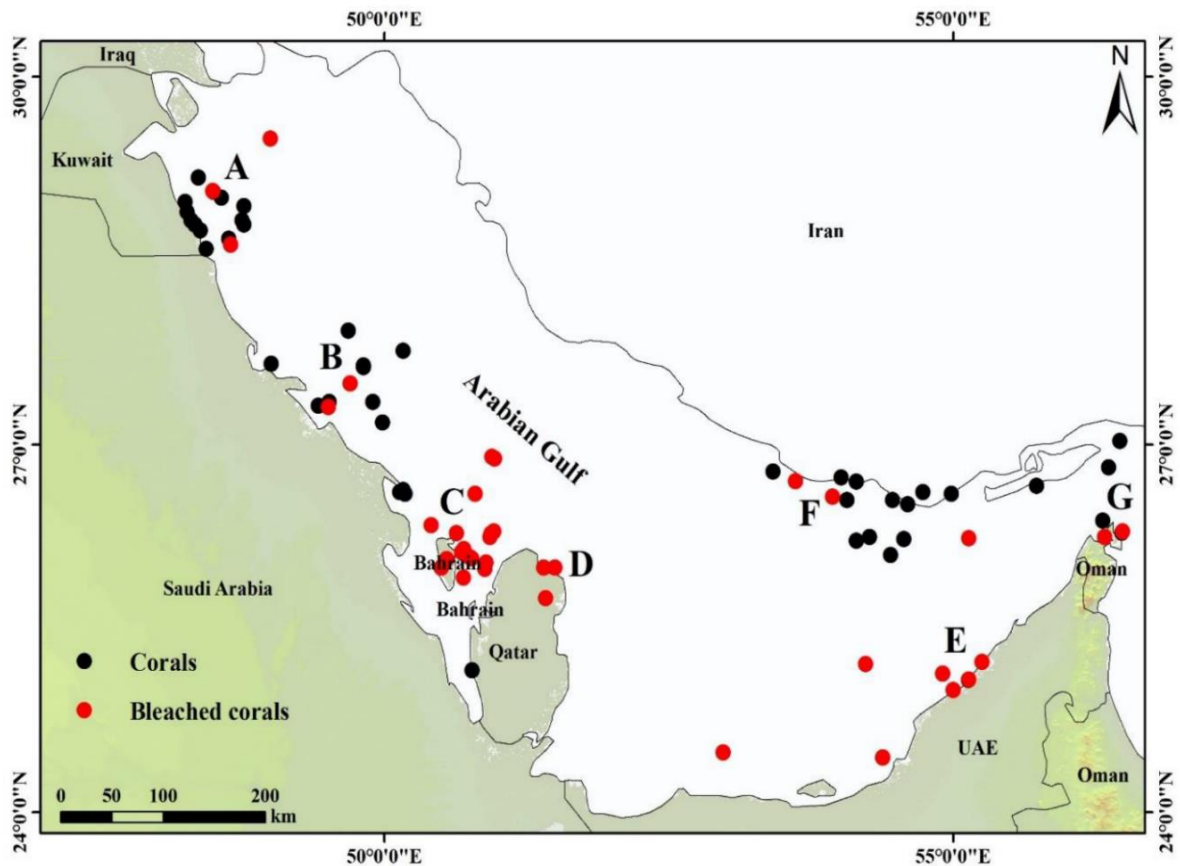 50°0'0"E
55°0'0"E
Iraq
N
30°0'0"N
30°0'0"N
Kuwait
A
Iran
B
Arabian Gulf
27°0'0"N
27°0'0"N
C
F
G
Bahrain
D
Oman
Saudi Arabia
Bahrain
Qatar
E
Corals
Bleached corals
UAE
Oman
0 50 100 200
km
24°0'0"N
24°0'0"N
50°0'0"E
55°0'0"E